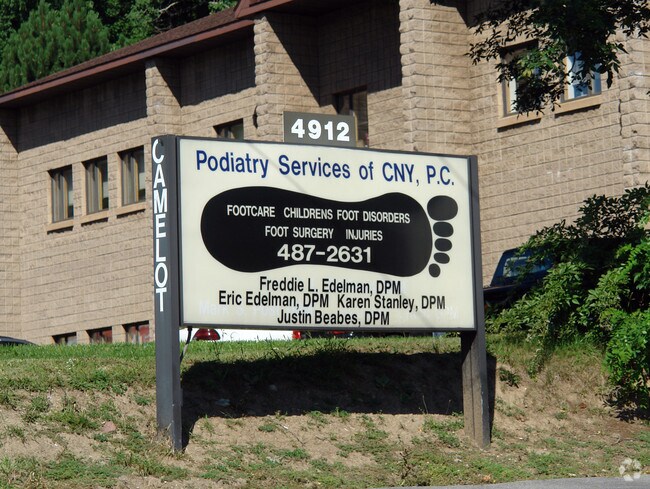 4912
CAMELOT
Podiatry Services of CNY, P.C.
FOOTCARE CHILDRENS FOOT DISORDERS
FOOT SURGERY INJURIES
487-2631
Freddie L. Edelman, DPM
Eric Edelman, DPM Karen Stanley, DPM
Justin Beabes, DPM